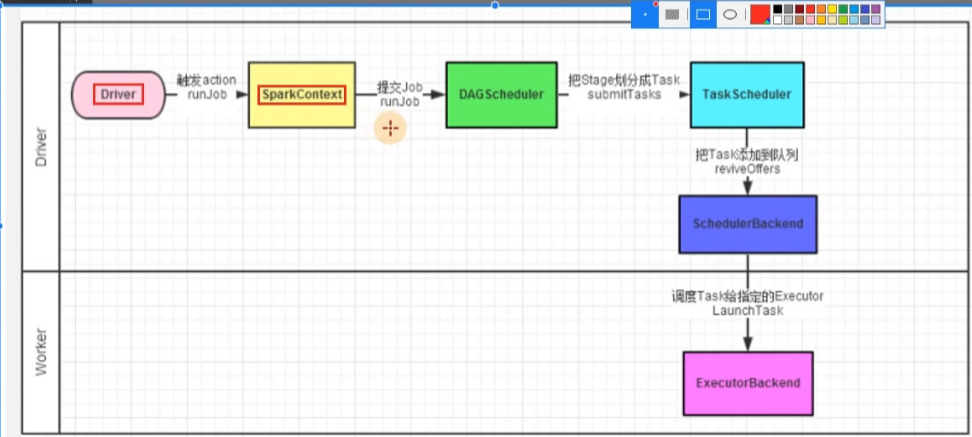 Driver
Driver
触发action
runJob
SparkContext
提交Job
runJob
DAGScheduler
把Stage划分成Task
submitTasks
TaskScheduler
把Task添加到队列
reviveOffers
SchedulerBackend
Worker
调度Task给指定的Executor
LaunchTask
ExecutorBackend